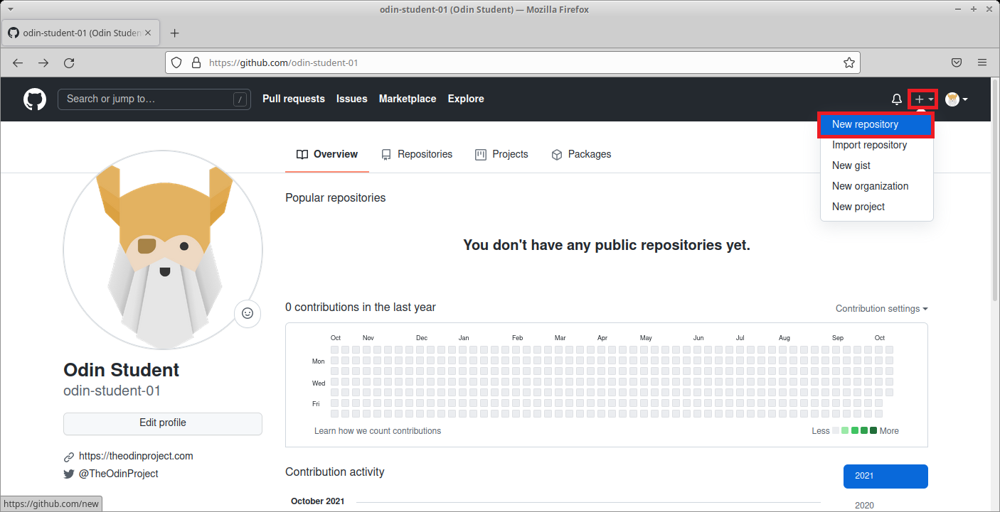 odin-student-01 (Odin Student) — Mozilla Firefox
odin-student-01 (Odin Studen
https://github.com/odin-student-01
Search or jump to… /
Pull requests Issues Marketplace Explore
New repository
Import repository
New gist
New organization
New project
Overview Repositories Projects Packages
Popular repositories
You don't have any public repositories yet.
0 contributions in the last year
Contribution settings
Oct Nov Dec Jan Feb Mar Apr May Jun Jul Aug Sep Oct
Mon
Wed
Fri
Learn how we count contributions
Less More
Odin Student
odin-student-01
Edit profile
https://theodinproject.com
@TheOdinProject
Contribution activity
2021
October 2021
2020
https://github.com/new